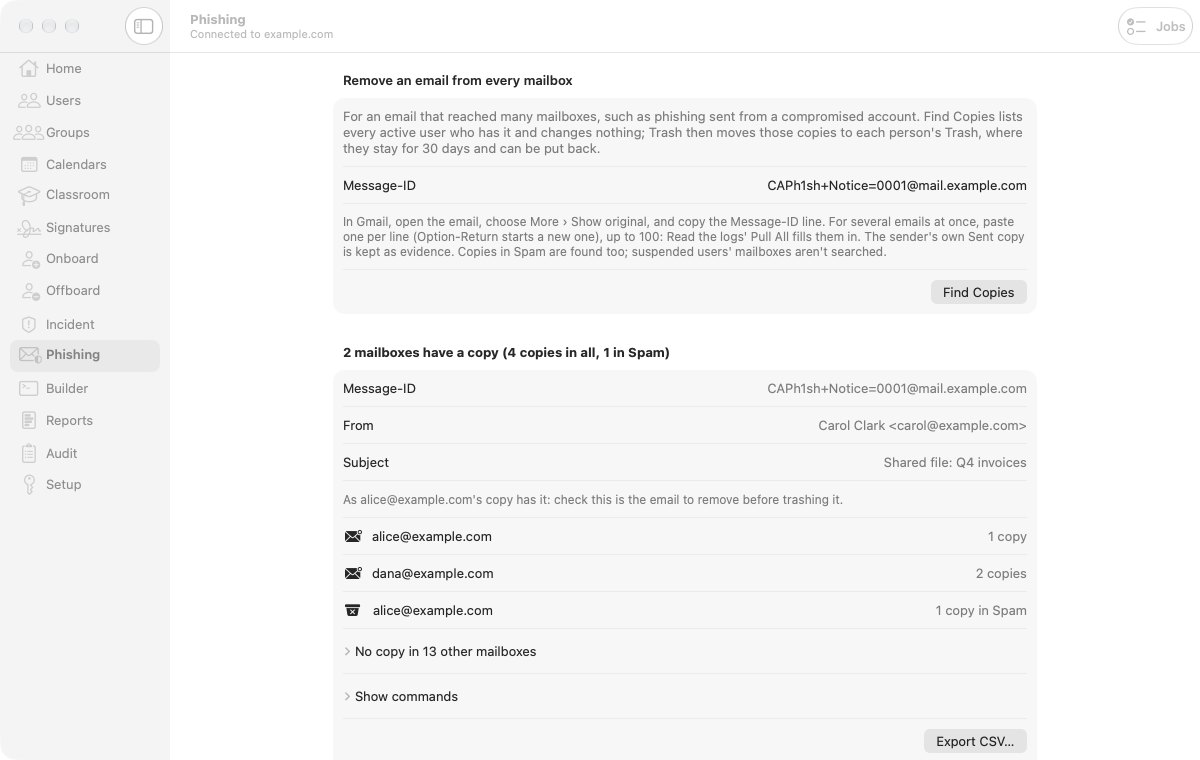 Phishing
Connected to example.com
Jobs
Home
Users
Groups
Calendars
Classroom
Signatures
Onboard
Offboard
Incident
Phishing
Builder
Reports
Audit
Setup
Remove an email from every mailbox
For an email that reached many mailboxes, such as phishing sent from a compromised account. Find Copies lists
every active user who has it and changes nothing; Trash then moves those copies to each person's Trash, where
they stay for 30 days and can be put back.
Message-ID CAPh1sh+Notice=0001@mail.example.com
In Gmail, open the email, choose More › Show original, and copy the Message-ID line. For several emails at once, paste
one per line (Option-Return starts a new one), up to 100: Read the logs' Pull All fills them in. The sender's own Sent copy
is kept as evidence. Copies in Spam are found too; suspended users' mailboxes aren't searched.
Find Copies
2 mailboxes have a copy (4 copies in all, 1 in Spam)
Message-ID CAPh1sh+Notice=0001@mail.example.com
From Carol Clark <carol@example.com>
Subject Shared file: Q4 invoices
As alice@example.com's copy has it: check this is the email to remove before trashing it.
alice@example.com 1 copy
dana@example.com 2 copies
alice@example.com 1 copy in Spam
No copy in 13 other mailboxes
Show commands
Export CSV...